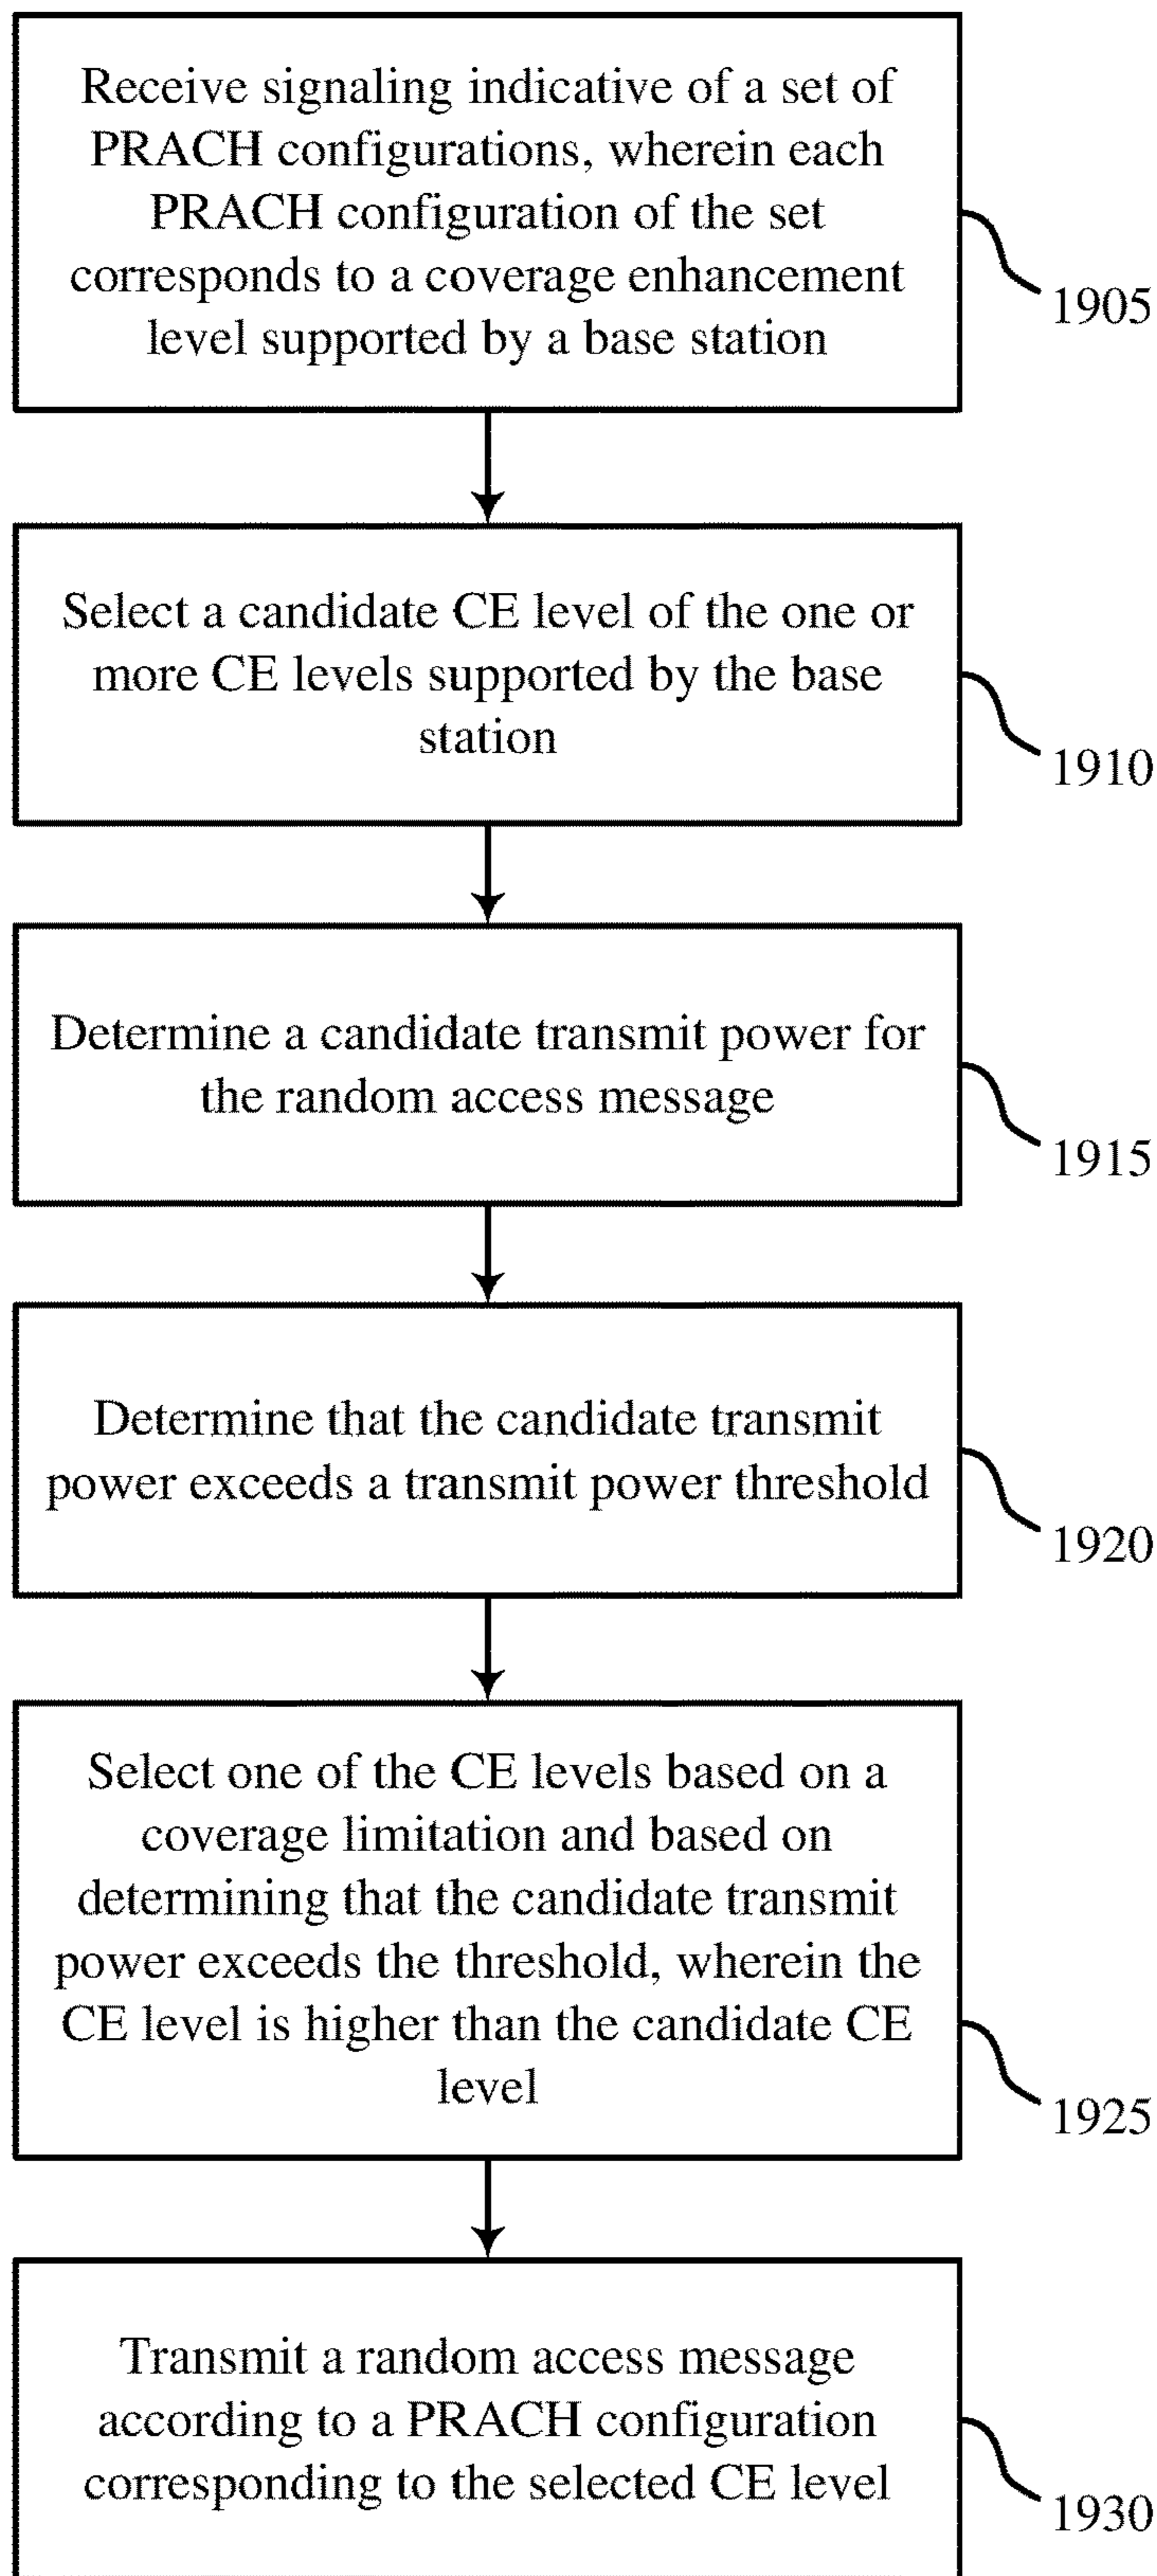 Receive signaling indicative of a set of
PRACH configurations, wherein each
PRACH configuration of the set
corresponds to a coverage enhancement
level supported by a base station
1905
Select a candidate CE level of the one or
more CE levels supported by the base
station
1910
Determine a candidate transmit power for
the random access message
1915
Determine that the candidate transmit
power exceeds a transmit power threshold
1920
Select one of the CE levels based on a
coverage limitation and based on
determining that the candidate transmit
power exceeds the threshold, wherein the
CE level is higher than the candidate CE
level
1925
Transmit a random access message
according to a PRACH configuration
corresponding to the selected CE level
1930